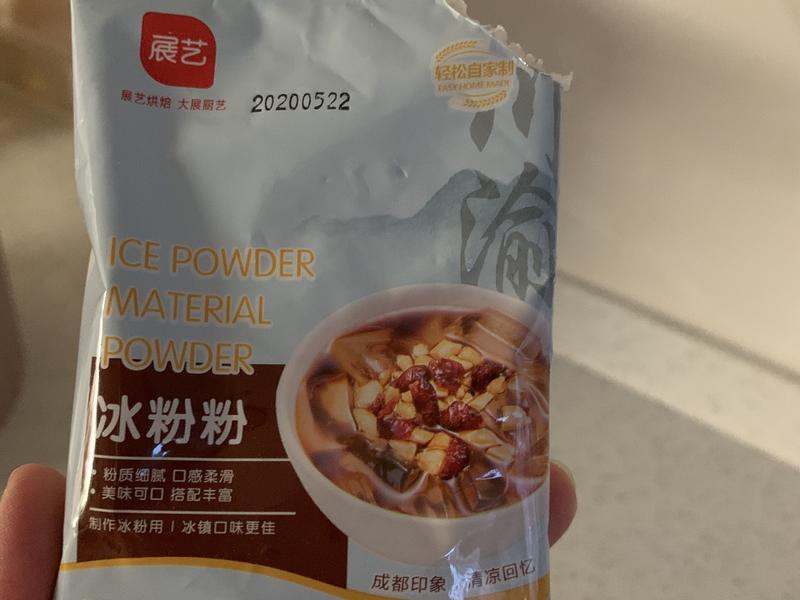 展艺
展艺烘焙 大展厨艺
20200522
轻松自家制
EASY HOME MADE
川
渝
ICE POWDER
MATERIAL
POWDER
冰粉粉
• 粉质细腻 口感柔滑
• 美味可口 搭配丰富
制作冰粉用 | 冰镇口味更佳
成都印象 清凉回忆